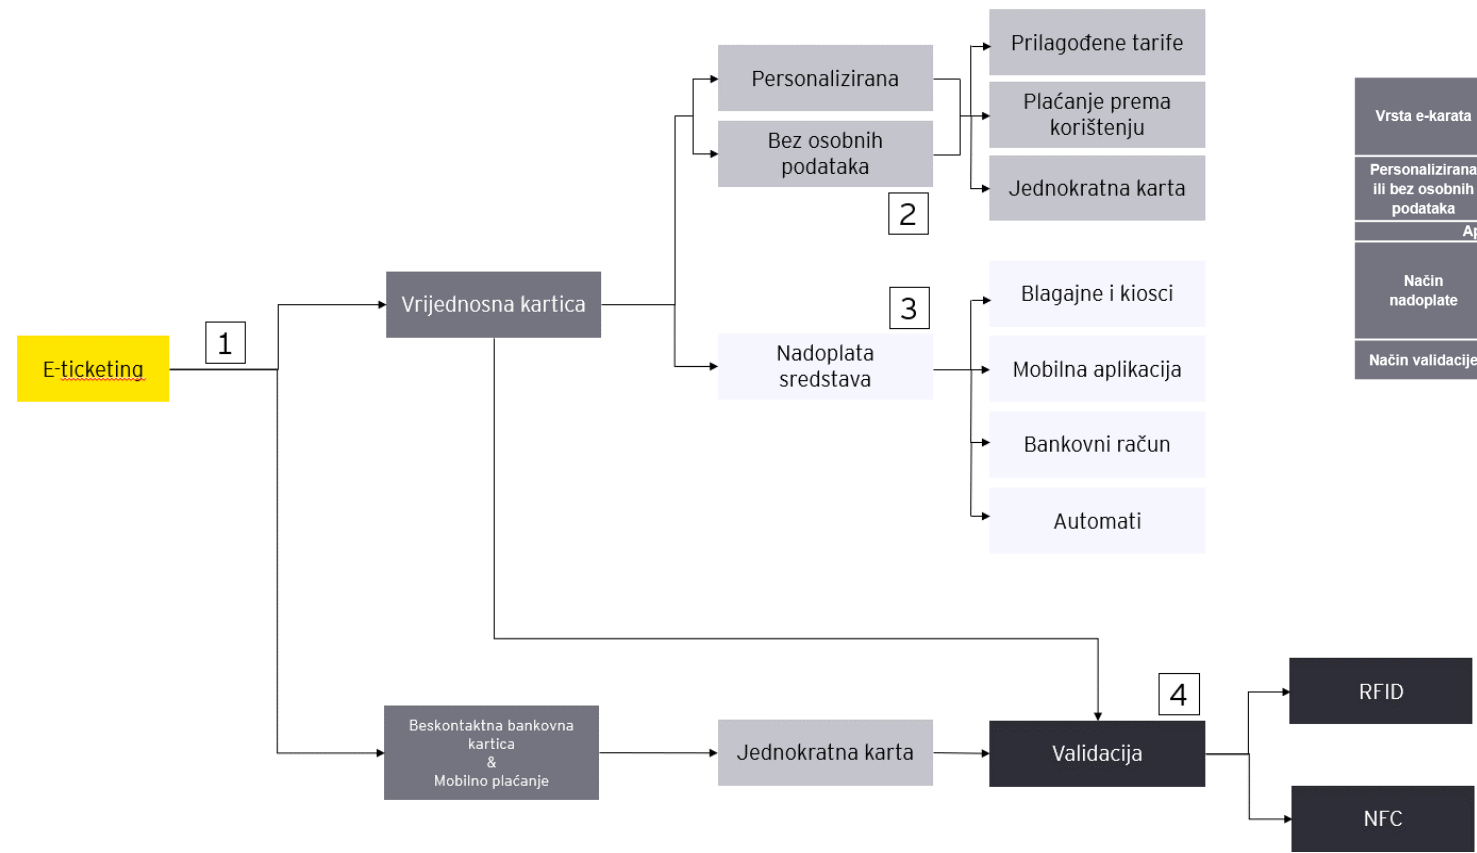 Prilagođene tarife
Personalizirana
Plaćanje prema
korištenju
Bez osobnih
podataka
Jednokratna karta
2
Vrijednosna kartica
3
Blagajne i kiosci
1
E-ticketing
Nadoplata
sredstava
Mobilna aplikacija
Bankovni račun
Automati
4
RFID
Beskontaktna bankovna
kartica
&
Mobilno plaćanje
Jednokratna karta
Validacija
NFC
Vrsta e-karata
Personalizirana
ili bez osobnih
podataka
Način
nadoplate
Način validacije